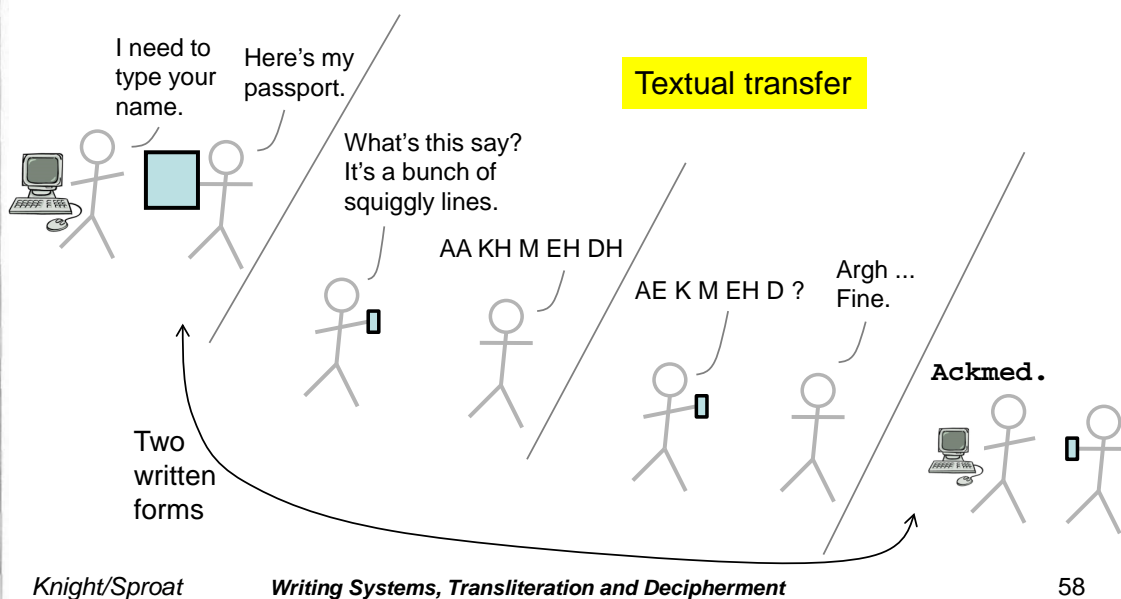 I need to
type your
name.
Here's my
passport.
Textual transfer
What's this say?
It's a bunch of
squiggly lines.
AA KH M EH DH
AE K M EH D ?
Argh ...
Fine.
Ackmed.
Two
written
forms
Knight/Sproat Writing Systems, Transliteration and Decipherment 58